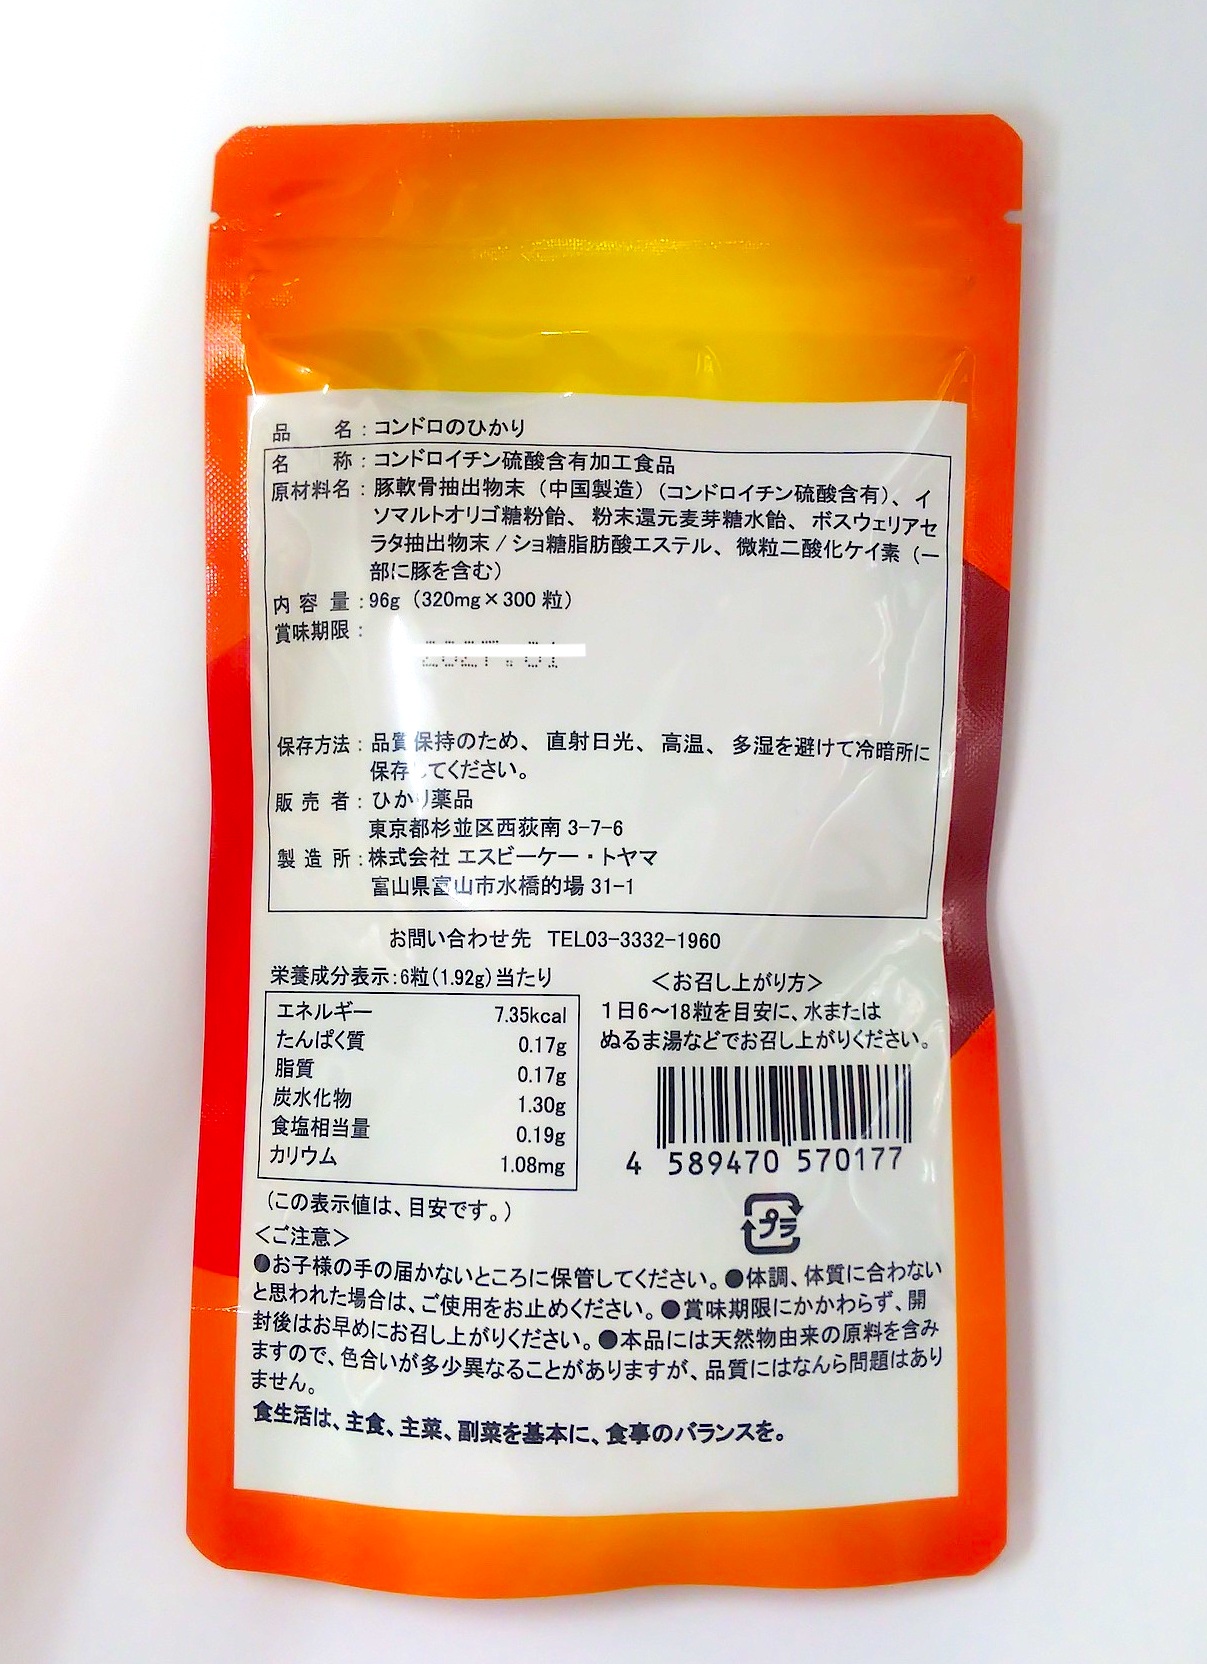 品　　名：コンドロのひかり
名　　称：コンドロイチン硫酸含有加工食品
原材料名：豚軟骨抽出物末（中国製造）（コンドロイチン硫酸含有）、イ
ソマルトオリゴ糖粉飴、粉末還元麦芽糖水飴、ボスウェリアセ
ラタ抽出物末/ショ糖脂肪酸エステル、微粒二酸化ケイ素（一
部に豚を含む）
内 容 量：96g（320mg×300 粒）
賞味期限：
保存方法：品質保持のため、直射日光、高温、多湿を避けて冷暗所に
保存してください。
販 売 者：ひかり薬品
東京都杉並区西荻南 3-7-6
製 造 所：株式会社 エスビーケー・トヤマ
富山県富山市水橋的場 31-1
お問い合わせ先 TEL03-3332-1960
栄養成分表示:6粒(1.92g)当たり
エネルギー 7.35kcal
たんぱく質 0.17g
脂質 0.17g
炭水化物 1.30g
食塩相当量 0.19g
カリウム 1.08mg
(この表示値は、目安です。)
＜お召し上がり方＞
1日6～18粒を目安に、水または
ぬるま湯などでお召し上がりください。
4 589470 570177
プラ
＜ご注意＞
●お子様の手の届かないところに保管してください。●体調、体質に合わない
と思われた場合は、ご使用をお止めください。●賞味期限にかかわらず、開
封後はお早めにお召し上がりください。●本品には天然物由来の原料を含み
ますので、色合いが多少異なることがありますが、品質にはなんら問題はあり
ません。
食生活は、主食、主菜、副菜を基本に、食事のバランスを。